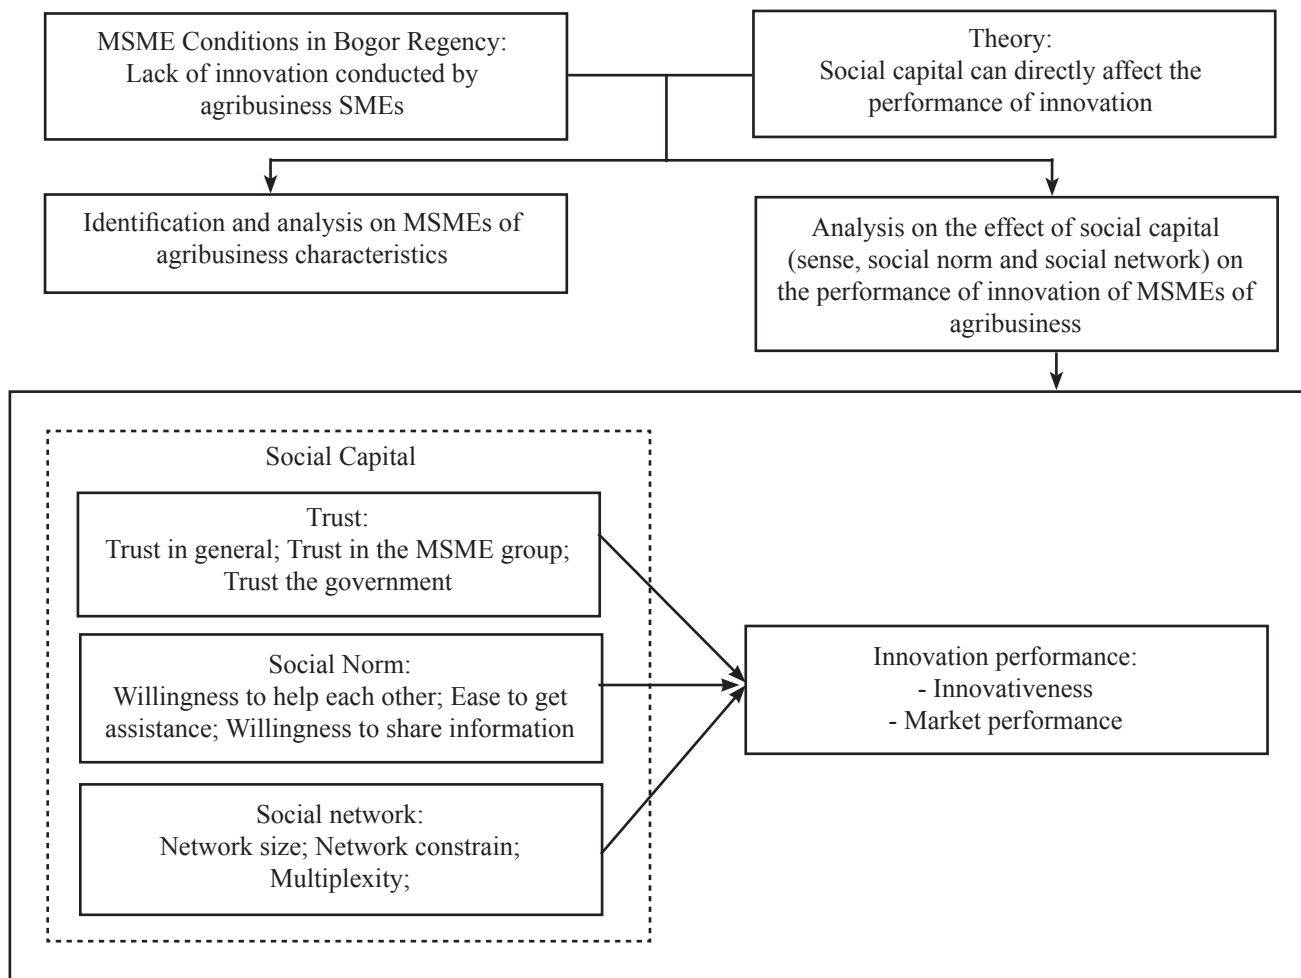 MSME Conditions in Bogor Regency:
Lack of innovation conducted by
agribusiness SMEs
Theory:
Social capital can directly affect the
performance of innovation
Identification and analysis on MSMEs of
agribusiness characteristics
Analysis on the effect of social capital
(sense, social norm and social network) on
the performance of innovation of MSMEs of
agribusiness
Social Capital
Trust:
Trust in general; Trust in the MSME group;
Trust the government
Social Norm:
Willingness to help each other; Ease to get
assistance; Willingness to share information
Social network:
Network size; Network constrain;
Multiplexity;
Innovation performance:
- Innovativeness
- Market performance